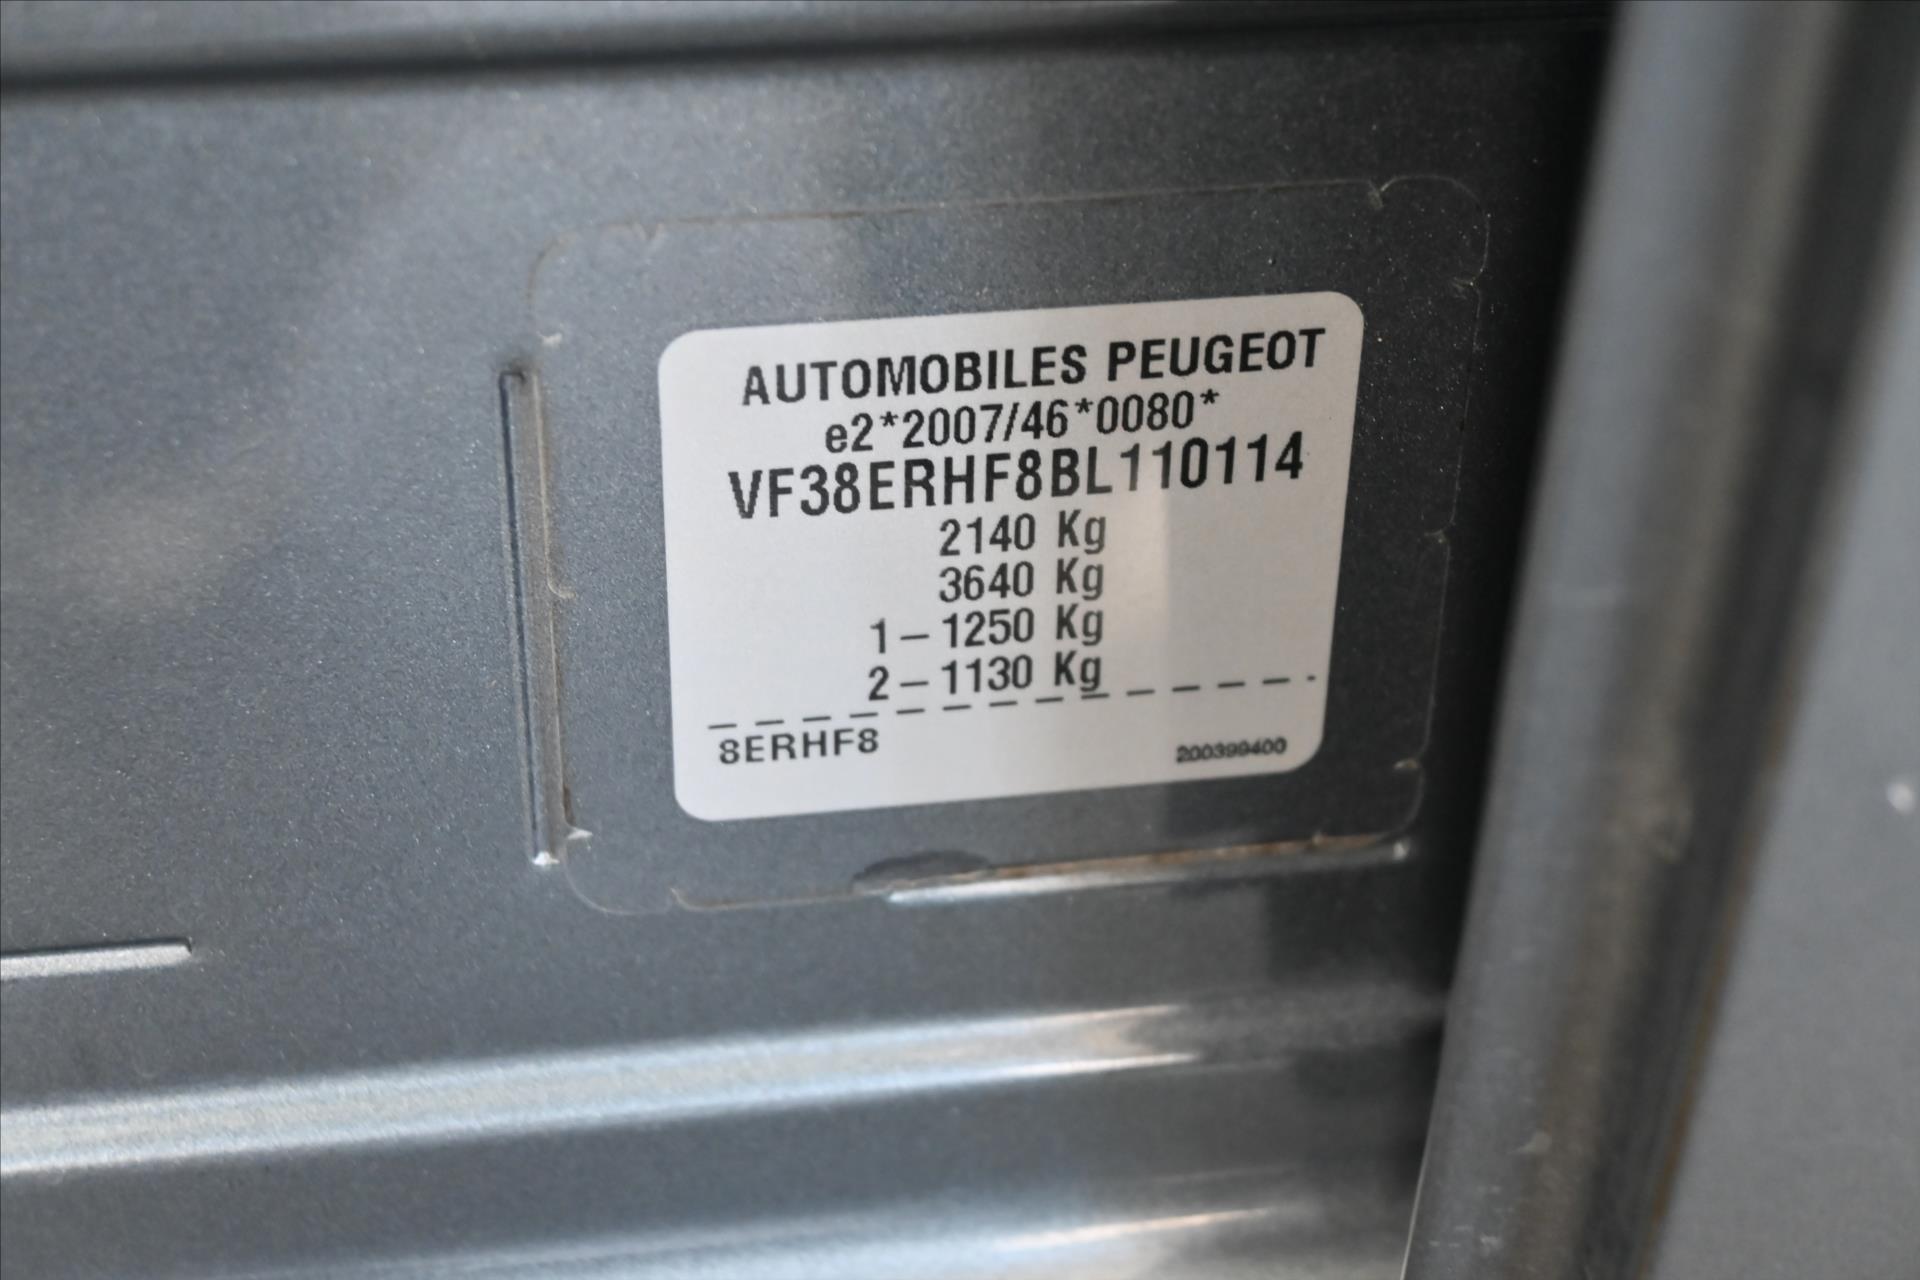 AUTOMOBILES PEUGEOT
e2*2007/46*0080*
VF38ERHF8BL110114
2140 Kg
3640 Kg
1–1250 Kg
2–1130 Kg
8ERHF8
200399400